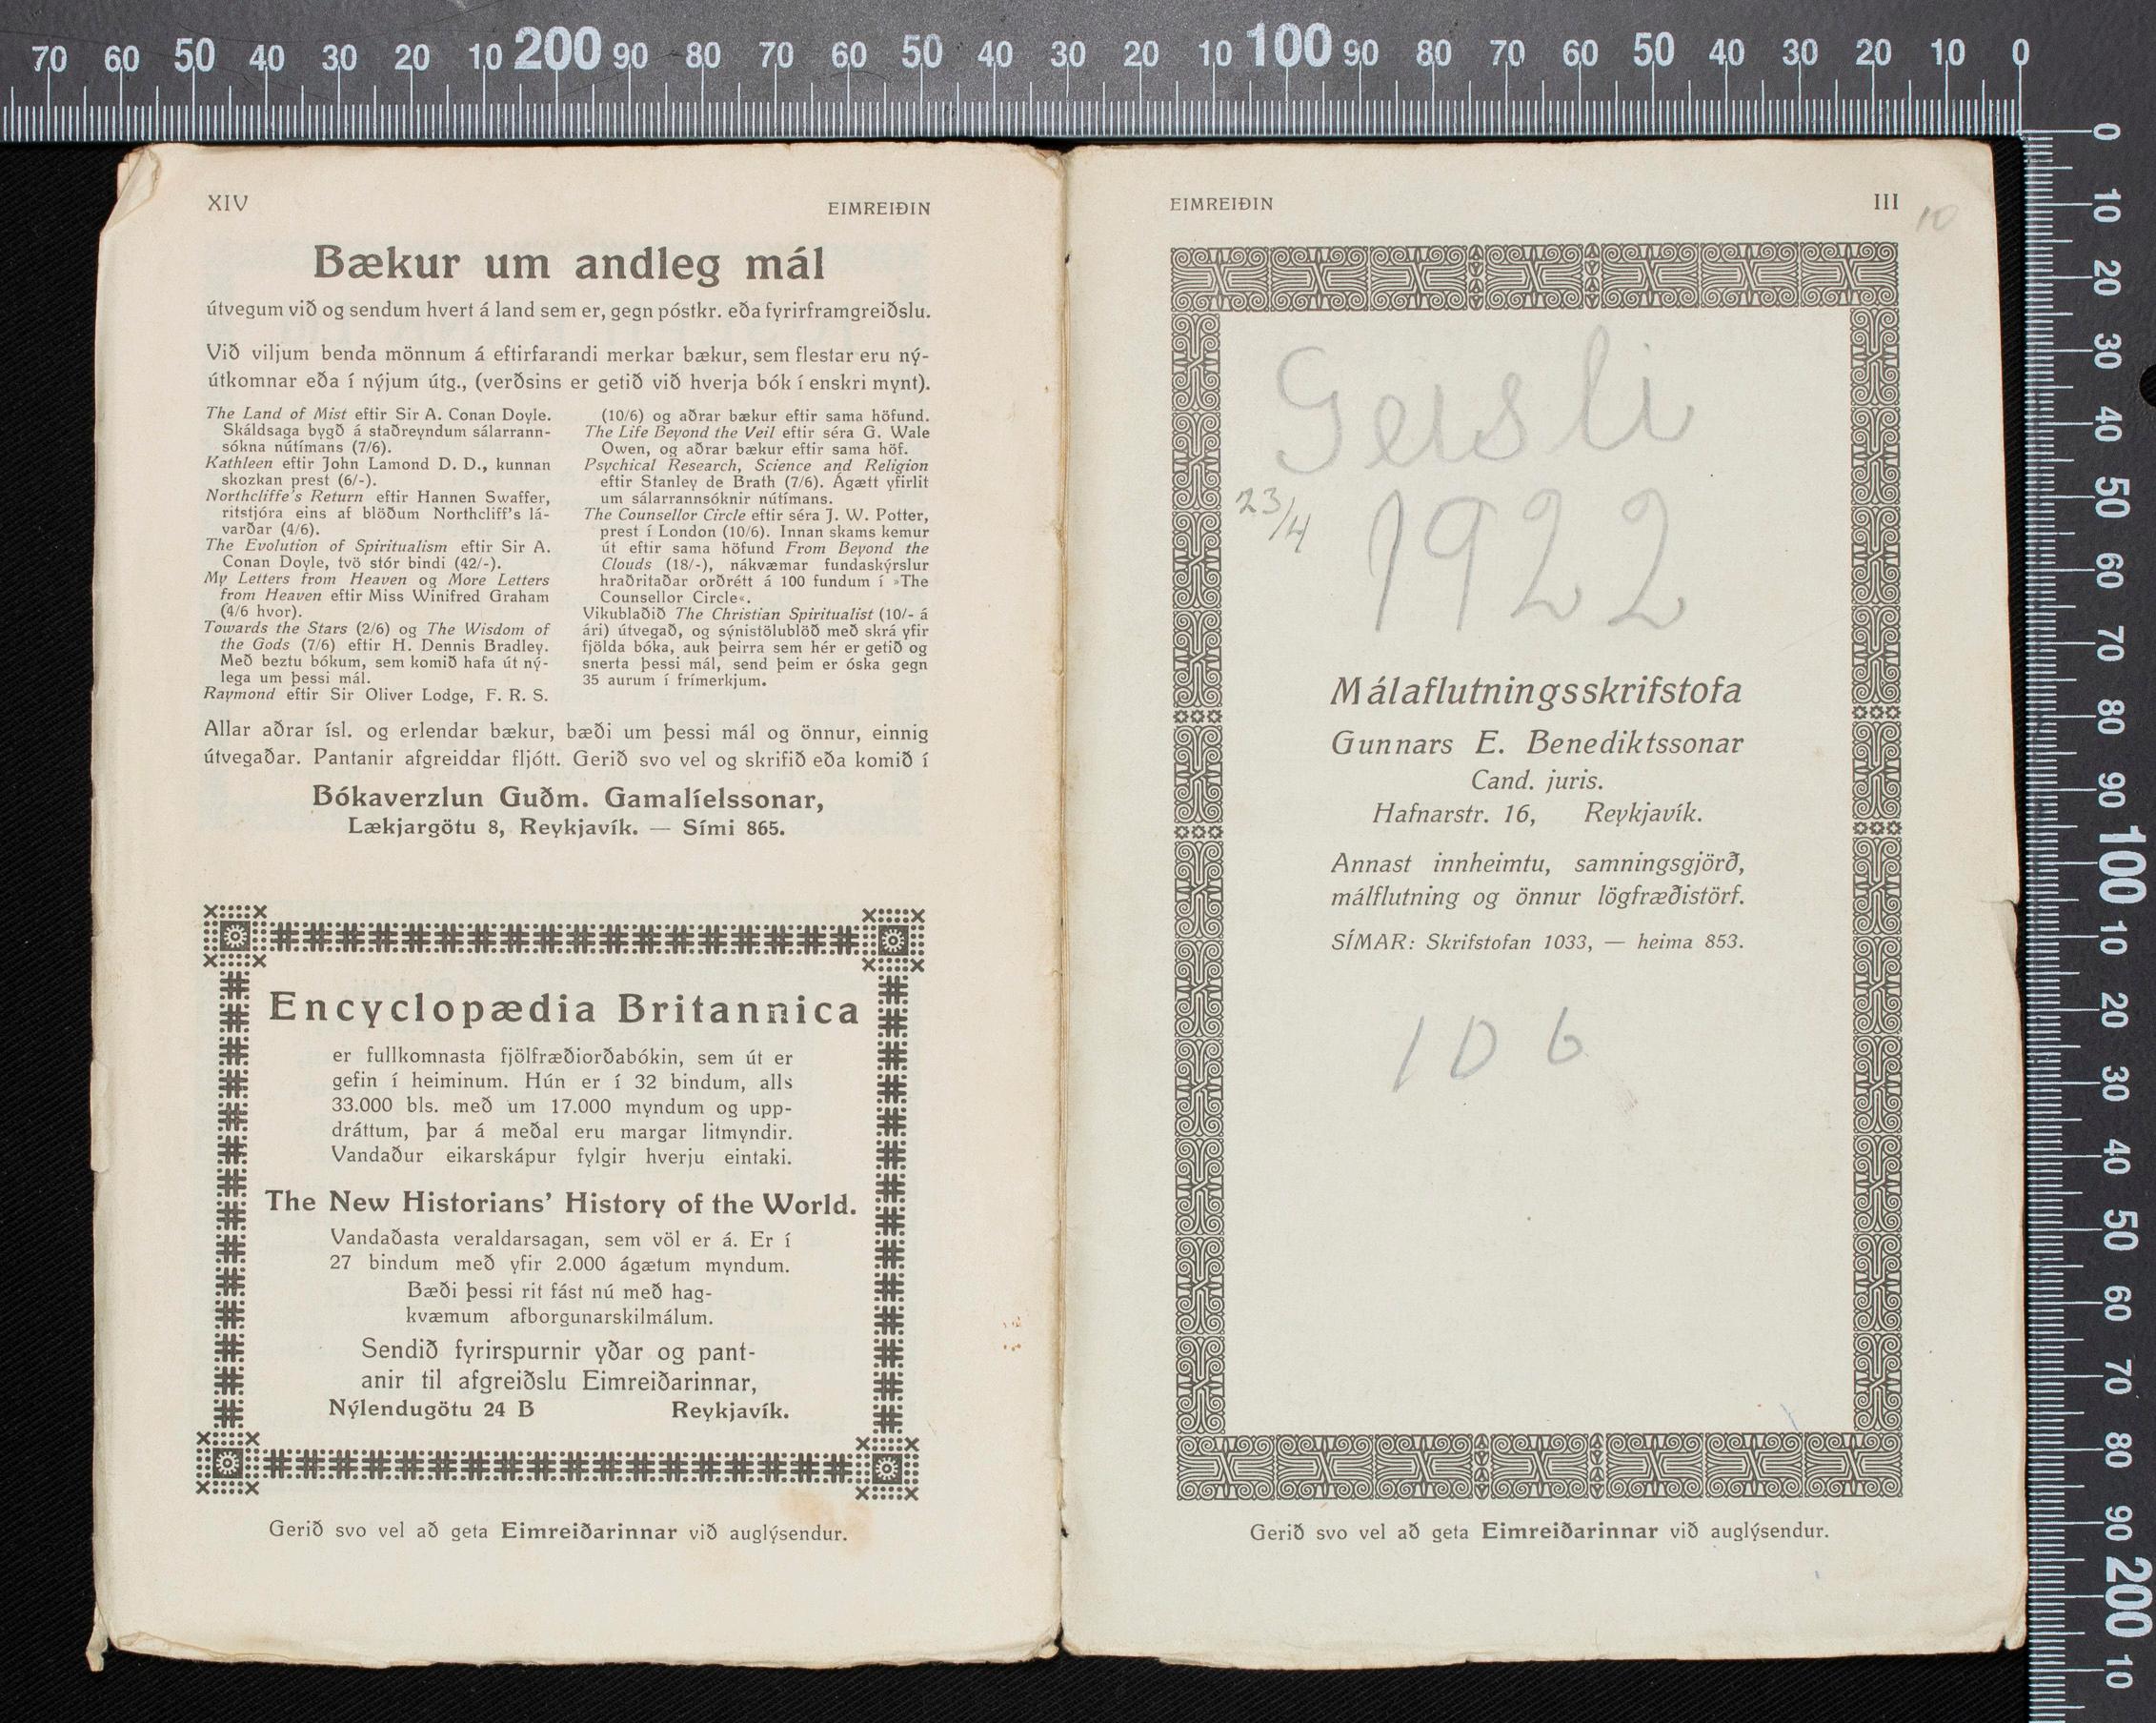 70 60 50 40 30 20 10 200 90 80 70 60 50 40 30 20 10 100 90 80 70 60 50 40 30 20 10 0
XIV
EIMREIÐIN
Bækur um andleg mál
útvegum við og sendum hvert á land sem er, gegn póstkr. eða fyrirframgreiðslu.
Við viljum benda mönnum á eftirfarandi merkar bækur, sem flestar eru ný-
útkomnar eða í nýjum útg., (verðsins er getið við hverja bók í enskri mynt).
The Land of Mist eftir Sir A. Conan Doyle.
Skáldsaga bygð á staðreyndum sálarrann-
sókna nútímans (7/6).
Kathleen eftir John Lamond D. D., kunnan
skozkan prest (6/-).
Northcliffe's Return eftir Hannen Swaffer,
ritstjóra eins af blöðum Northcliff's lá-
varðar (4/6).
The Evolution of Spiritualism eftir Sir A.
Conan Doyle, tvö stór bindi (42/-).
My Letters from Heaven og More Letters
from Heaven eftir Miss Winifred Graham
(4/6 hvor).
Towards the Stars (2/6) og The Wisdom of
the Gods (7/6) eftir H. Dennis Bradley.
Með beztu bókum, sem komið hafa út ný-
lega um þessi mál.
Raymond eftir Sir Oliver Lodge, F. R. S.
(10/6) og aðrar bækur eftir sama höfund.
The Life Beyond the Veil eftir séra G. Wale
Owen, og aðrar bækur eftir sama höf.
Psychical Research, Science and Religion
eftir Stanley de Brath (7/6). Ágætt yfirlit
um sálarrannsóknir nútímans.
The Counsellor Circle eftir séra J. W. Potter,
prest í London (10/6). Innan skams kemur
út eftir sama höfund From Beyond the
Clouds (18/-), nákvæmar fundaskýrslur
hraðritaðar orðrétt á 100 fundum í »The
Counsellor Circle«.
Vikublaðið The Christian Spiritualist (10/- á
ári) útvegað, og sýnistölublöð með skrá yfir
fjölda bóka, auk þeirra sem hér er getið og
snerta þessi mál, send þeim er óska gegn
35 aurum í frímerkjum.
Allar aðrar ísl. og erlendar bækur, bæði um þessi mál og önnur, einnig
útvegaðar. Pantanir afgreiddar fljótt. Gerið svo vel og skrifið eða komið í
Bókaverzlun Guðm. Gamalíelssonar,
Lækjargötu 8, Reykjavík. — Sími 865.
Encyclopædia Britannica
er fullkomnasta fjölfræðiorðabókin, sem út er
gefin í heiminum. Hún er í 32 bindum, alls
33.000 bls. með um 17.000 myndum og upp-
dráttum, þar á meðal eru margar litmyndir.
Vandaður eikarskápur fylgir hverju eintaki.
The New Historians' History of the World.
Vandaðasta veraldarsagan, sem völ er á. Er í
27 bindum með yfir 2.000 ágætum myndum.
Bæði þessi rit fást nú með hag-
kvæmum afborgunarskilmálum.
Sendið fyrirspurnir yðar og pant-
anir til afgreiðslu Eimreiðarinnar,
Nýlendugötu 24 B Reykjavík.
Gerið svo vel að geta Eimreiðarinnar við auglýsendur.
EIMREIÐIN
III
10
Geisli
23/4 1922
Málaflutningsskrifstofa
Gunnars E. Benediktssonar
Cand. juris.
Hafnarstr. 16, Reykjavík.
Annast innheimtu, samningsgjörð,
málflutning og önnur lögfræðistörf.
SÍMAR: Skrifstofan 1033, — heima 853.
106
Gerið svo vel að geta Eimreiðarinnar við auglýsendur.
0 10 20 30 40 50 60 70 80 90 100 10 20 30 40 50 60 70 80 90 200 10